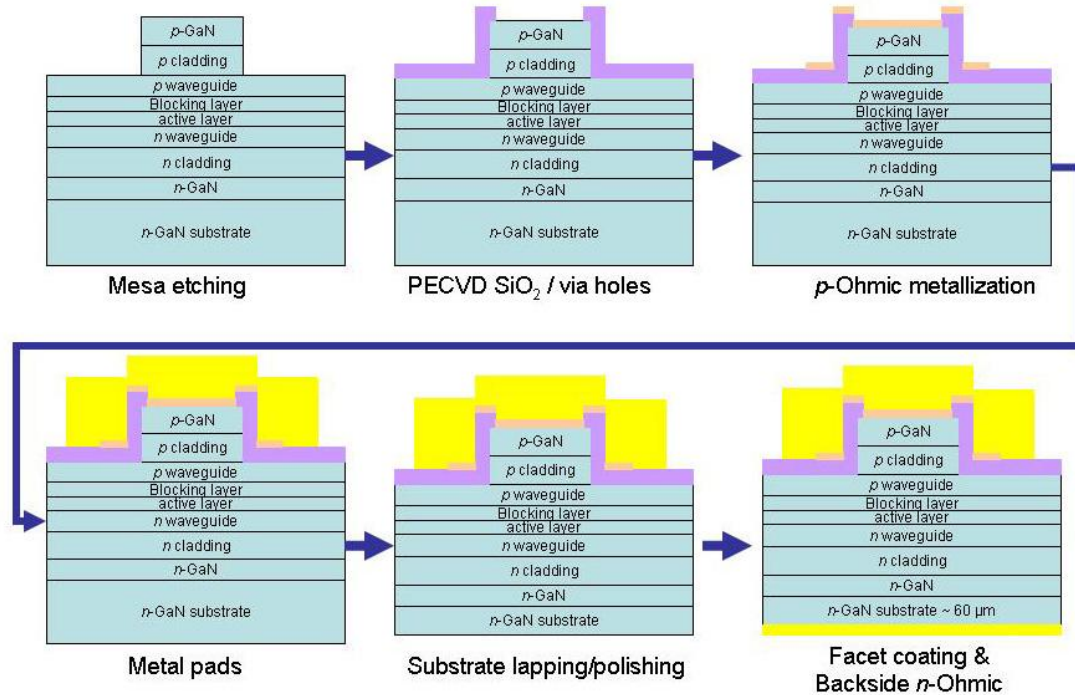 p-GaN
p cladding
p waveguide
Blocking layer
active layer
n waveguide
n cladding
n-GaN
n-GaN substrate
Mesa etching
p-GaN
p cladding
p waveguide
Blocking layer
active layer
n waveguide
n cladding
n-GaN
n-GaN substrate
PECVD SiO₂ / via holes
p-GaN
p cladding
p waveguide
Blocking layer
active layer
n waveguide
n cladding
n-GaN
n-GaN substrate
p-Ohmic metallization
p-GaN
p cladding
p waveguide
Blocking layer
active layer
n waveguide
n cladding
n-GaN
n-GaN substrate
Metal pads
p-GaN
p cladding
p waveguide
Blocking layer
active layer
n waveguide
n cladding
n-GaN
n-GaN substrate
Substrate lapping/polishing
p-GaN
p cladding
p waveguide
Blocking layer
active layer
n waveguide
n cladding
n-GaN
n-GaN substrate ~ 60 µm
Facet coating &
Backside n-Ohmic